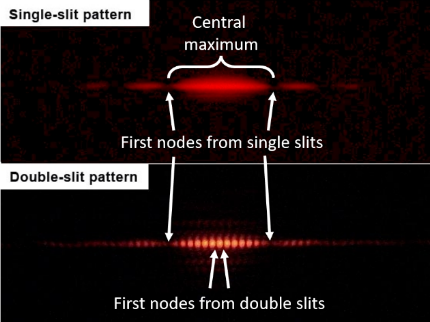 Single-slit pattern
Central
maximum
First nodes from single slits
Double-slit pattern
First nodes from double slits